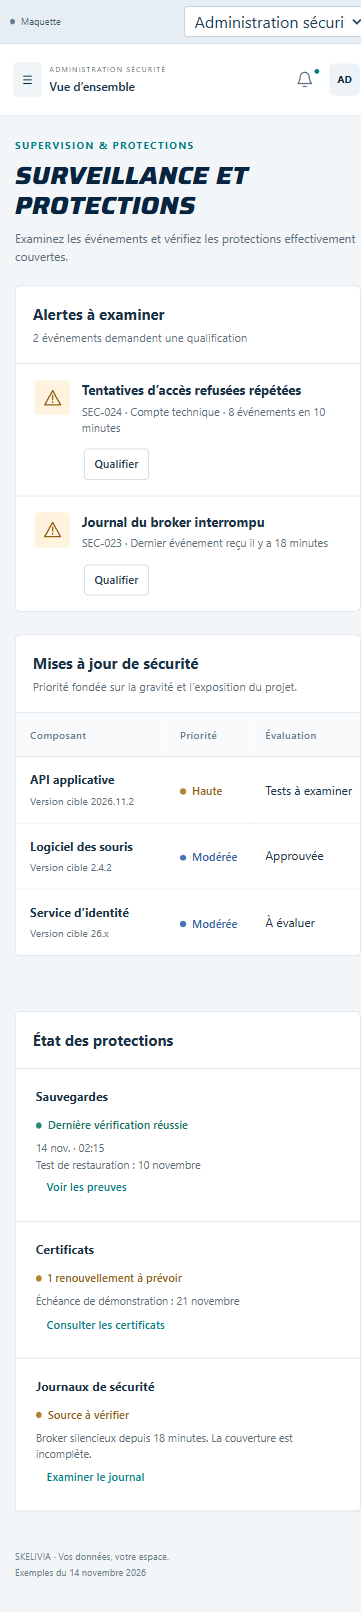 Maquette
Administration sécuri
ADMINISTRATION SÉCURITÉ
Vue d’ensemble
AD
SUPERVISION & PROTECTIONS
SURVEILLANCE ET
PROTECTIONS
Examinez les événements et vérifiez les protections effectivement
couvertes.
Alertes à examiner
2 événements demandent une qualification
Tentatives d’accès refusées répétées
SEC-024 · Compte technique · 8 événements en 10
minutes
Qualifier
Journal du broker interrompu
SEC-023 · Dernier événement reçu il y a 18 minutes
Qualifier
Mises à jour de sécurité
Priorité fondée sur la gravité et l’exposition du projet.
Composant Priorité Évaluation
API applicative
Version cible 2026.11.2
Haute
Tests à examiner
Logiciel des souris
Version cible 2.4.2
Modérée
Approuvée
Service d’identité
Version cible 26.x
Modérée
À évaluer
État des protections
Sauvegardes
Dernière vérification réussie
14 nov. · 02:15
Test de restauration : 10 novembre
Voir les preuves
Certificats
1 renouvellement à prévoir
Échéance de démonstration : 21 novembre
Consulter les certificats
Journaux de sécurité
Source à vérifier
Broker silencieux depuis 18 minutes. La couverture est
incomplète.
Examiner le journal
SKELIVIA · Vos données, votre espace.
Exemples du 14 novembre 2026